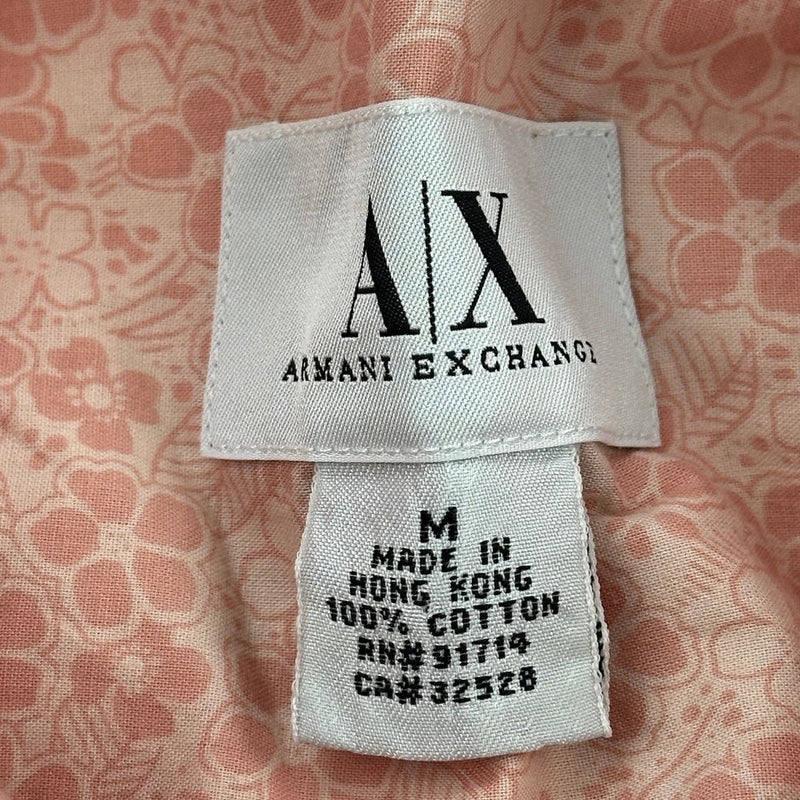 A|X
ARMANI EXCHANGE
M
MADE IN
HONG KONG
100% COTTON
RN#91714
CA#32528